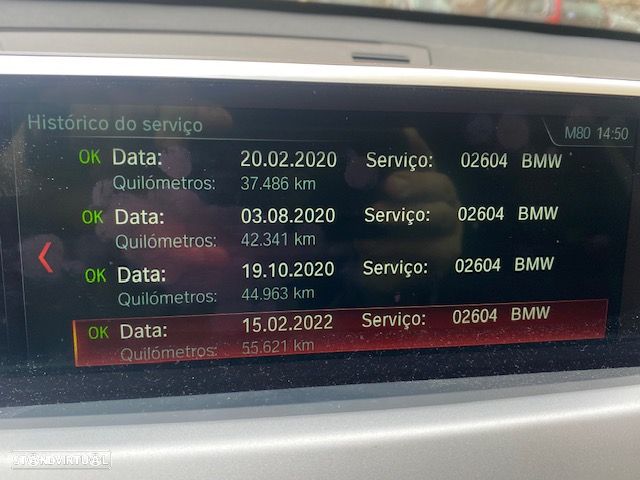 Histórico do serviço
M80 14:50
OK Data: 20.02.2020 Serviço: 02604 BMW
Quilómetros: 37.486 km
OK Data: 03.08.2020 Serviço: 02604 BMW
Quilómetros: 42.341 km
OK Data: 19.10.2020 Serviço: 02604 BMW
Quilómetros: 44.963 km
OK Data: 15.02.2022 Serviço: 02604 BMW
Quilómetros: 55.621 km
STANDVIRTUAL